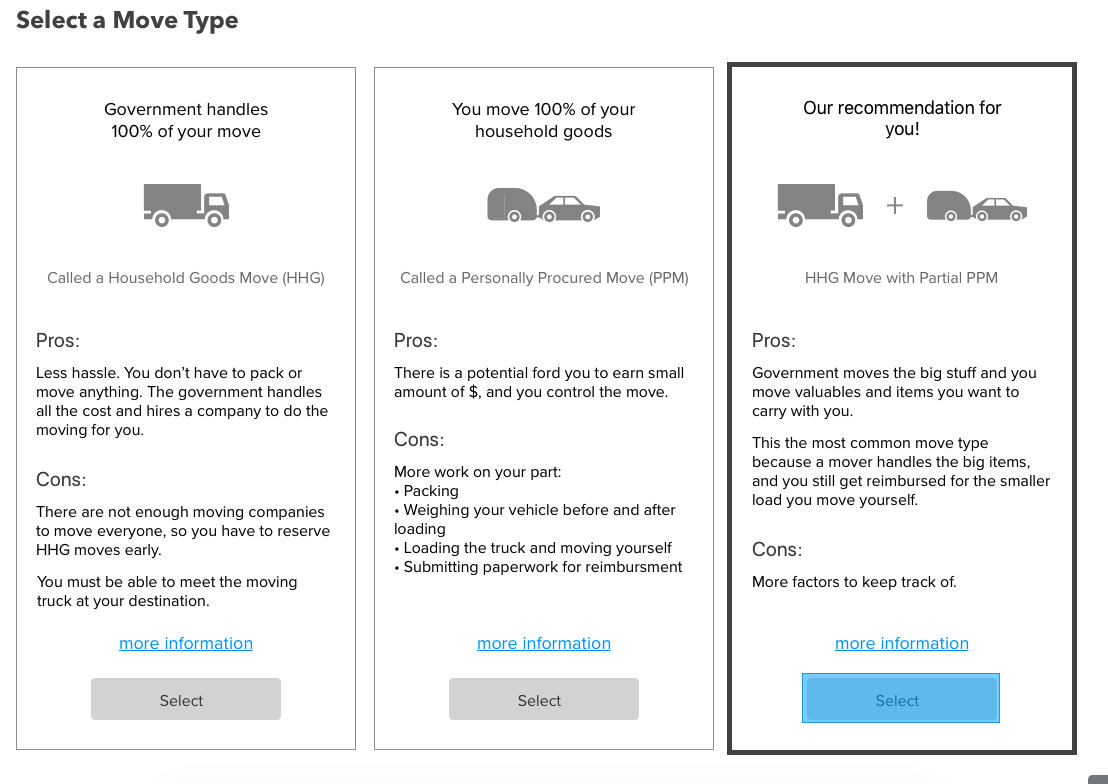 Select a Move Type
Government handles
100% of your move
Called a Household Goods Move (HHG)
Pros:
Less hassle. You don’t have to pack or
move anything. The government handles
all the cost and hires a company to do the
moving for you.
Cons:
There are not enough moving companies
to move everyone, so you have to reserve
HHG moves early.
You must be able to meet the moving
truck at your destination.
more information
Select
You move 100% of your
household goods
Called a Personally Procured Move (PPM)
Pros:
There is a potential ford you to earn small
amount of $, and you control the move.
Cons:
More work on your part:
• Packing
• Weighing your vehicle before and after
loading
• Loading the truck and moving yourself
• Submitting paperwork for reimbursment
more information
Select
Our recommendation for
you!
+
HHG Move with Partial PPM
Pros:
Government moves the big stuff and you
move valuables and items you want to
carry with you.
This the most common move type
because a mover handles the big items,
and you still get reimbursed for the smaller
load you move yourself.
Cons:
More factors to keep track of.
more information
Select